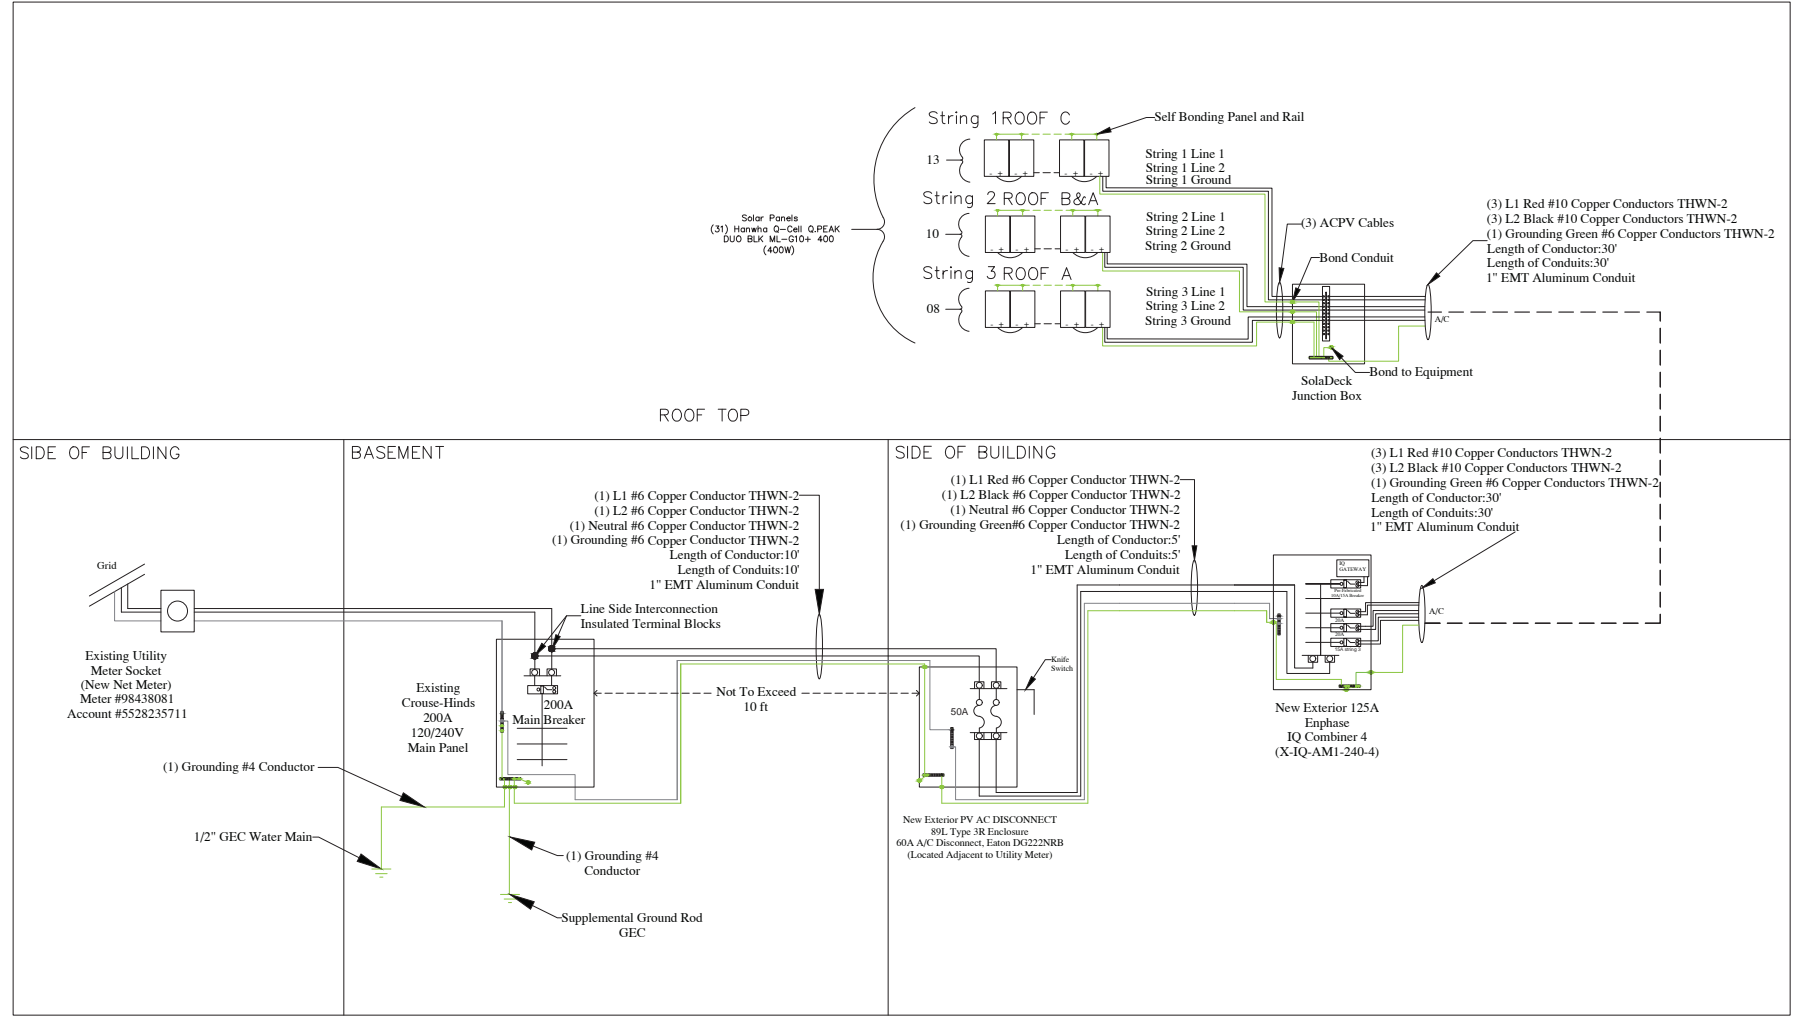 String 1 ROOF C
Self Bonding Panel and Rail
13
- +
- +
- +
- +
String 1 Line 1
String 1 Line 2
String 1 Ground
String 2 ROOF B&A
10
- +
- +
- +
- +
String 2 Line 1
String 2 Line 2
String 2 Ground
String 3 ROOF A
08
- +
- +
- +
- +
String 3 Line 1
String 3 Line 2
String 3 Ground
Solar Panels
(31) Hanwha Q-Cell Q.PEAK
DUO BLK ML-G10+ 400
(400W)
(3) ACPV Cables
Bond Conduit
(3) L1 Red #10 Copper Conductors THWN-2
(3) L2 Black #10 Copper Conductors THWN-2
(1) Grounding Green #6 Copper Conductors THWN-2
Length of Conductor:30'
Length of Conduits:30'
1" EMT Aluminum Conduit
A/C
Bond to Equipment
SolaDeck
Junction Box
ROOF TOP
SIDE OF BUILDING
Grid
Existing Utility
Meter Socket
(New Net Meter)
Meter #98438081
Account #5528235711
BASEMENT
(1) L1 #6 Copper Conductor THWN-2
(1) L2 #6 Copper Conductor THWN-2
(1) Neutral #6 Copper Conductor THWN-2
(1) Grounding #6 Copper Conductor THWN-2
Length of Conductor:10'
Length of Conduits:10'
1" EMT Aluminum Conduit
Line Side Interconnection
Insulated Terminal Blocks
Existing
Crouse-Hinds
200A
120/240V
Main Panel
200A
Main Breaker
Not To Exceed
10 ft
(1) Grounding #4 Conductor
1/2" GEC Water Main
(1) Grounding #4
Conductor
Supplemental Ground Rod
GEC
SIDE OF BUILDING
(1) L1 Red #6 Copper Conductor THWN-2
(1) L2 Black #6 Copper Conductor THWN-2
(1) Neutral #6 Copper Conductor THWN-2
(1) Grounding Green#6 Copper Conductor THWN-2
Length of Conductor:5'
Length of Conduits:5'
1" EMT Aluminum Conduit
Knife
Switch
50A
New Exterior PV AC DISCONNECT
89L Type 3R Enclosure
60A A/C Disconnect, Eaton DG222NRB
(Located Adjacent to Utility Meter)
(3) L1 Red #10 Copper Conductors THWN-2
(3) L2 Black #10 Copper Conductors THWN-2
(1) Grounding Green #6 Copper Conductors THWN-2
Length of Conductor:30'
Length of Conduits:30'
1" EMT Aluminum Conduit
IQ
GATEWAY
Pre-Fabricated
10A/15A Breaker
20A
20A
15A string 3
A/C
New Exterior 125A
Enphase
IQ Combiner 4
(X-IQ-AM1-240-4)